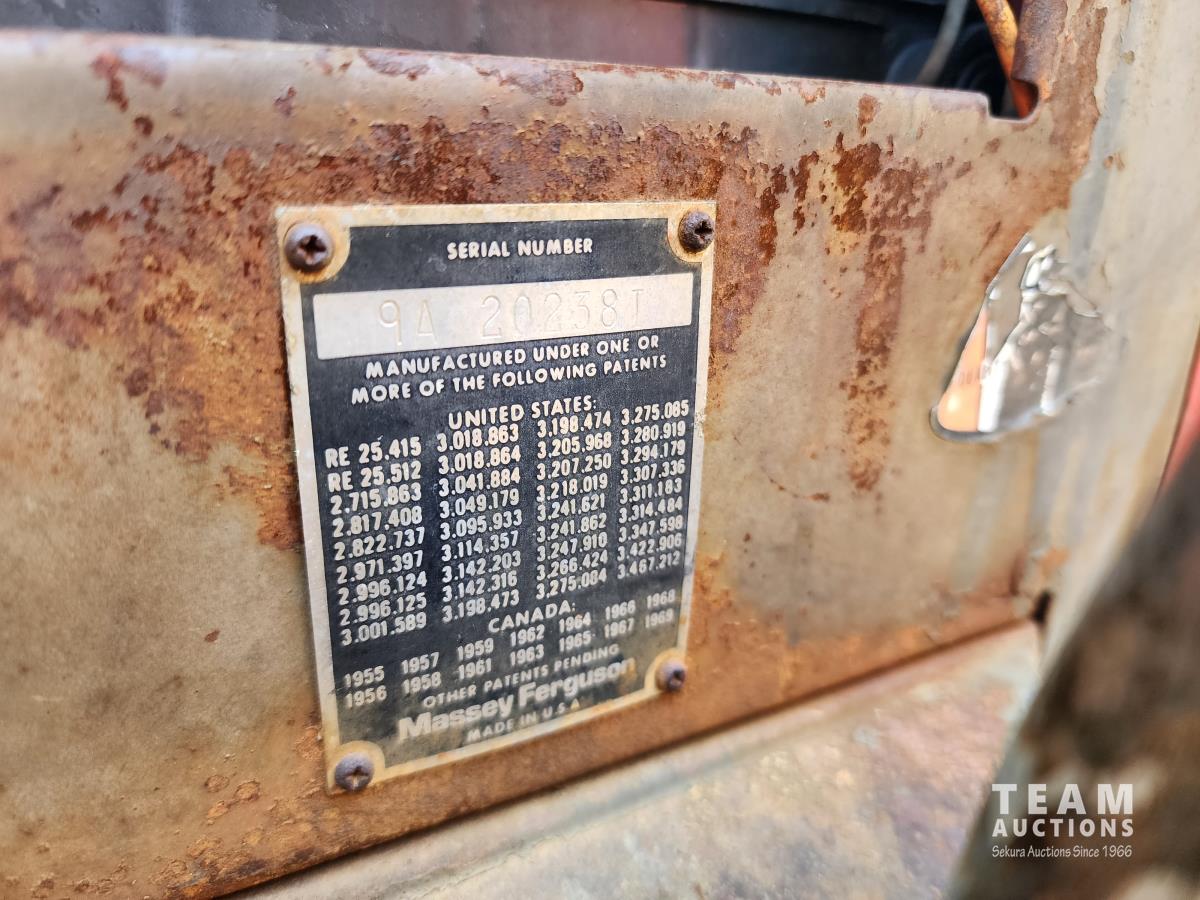 SERIAL NUMBER
9A 20238T
MANUFACTURED UNDER ONE OR
MORE OF THE FOLLOWING PATENTS
UNITED STATES:
RE 25.415 3.018.863 3.198.474 3.275.085
RE 25.512 3.018.864 3.205.968 3.280.919
2.715.863 3.041.884 3.207.250 3.294.179
2.817.408 3.049.179 3.218.019 3.307.336
2.822.737 3.095.933 3.241.621 3.311.183
2.971.397 3.114.357 3.241.862 3.314.484
2.996.124 3.142.203 3.247.910 3.347.598
2.996.125 3.142.316 3.266.424 3.422.906
3.001.589 3.198.473 3.275.084 3.467.212
CANADA:
1955 1957 1959 1962 1964 1966 1968
1956 1958 1961 1963 1965 1967 1969
OTHER PATENTS PENDING
Massey Ferguson
MADE IN U.S.A
TEAM
AUCTIONS
Sekura Auctions Since 1966